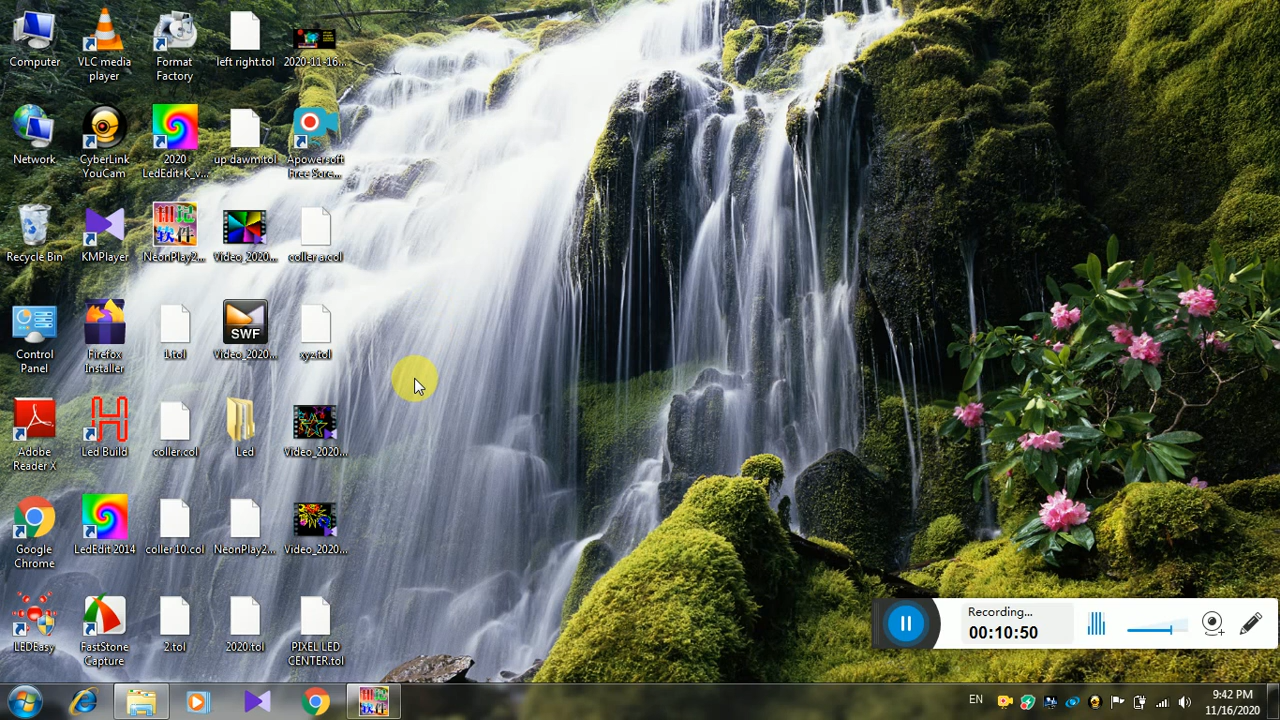 Computer
VLC media
player
Format
Factory
left right.tol
2020-11-16...
Network
CyberLink
YouCam
2020
LedEdit-K_v...
up dawm.tol
Apowersoft
Free Scre...
Recycle Bin
KMPlayer
NeonPlay2...
Video_2020...
coller a.col
Control
Panel
Firefox
Installer
1.tol
SWF
Video_2020...
xyz.tol
Adobe
Reader X
Led Build
coller.col
Led
Video_2020...
Google
Chrome
LedEdit 2014
coller 10.col
NeonPlay2...
Video_2020...
LEDEasy
FastStone
Capture
2.tol
2020.tol
PIXEL LED
CENTER.tol
Recording...
00:10:50
EN
9:42 PM
11/16/2020